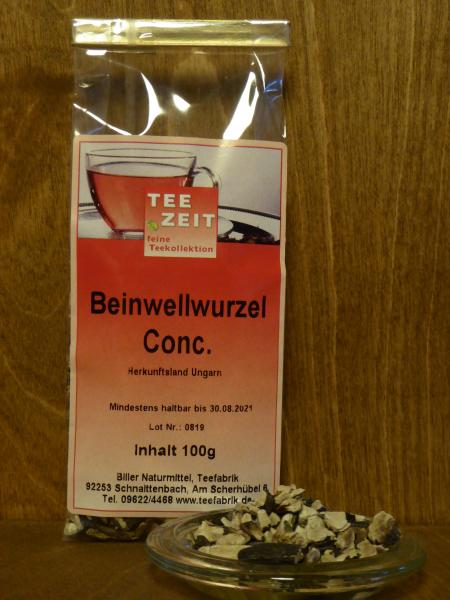 TEE
ZEIT
feine
Teekollektion
Beinwellwurzel
Conc.
Herkunftsland Ungarn
Mindestens haltbar bis 30.08.2021
Lot Nr.: 0819
Inhalt 100g
Biller Naturmittel, Teefabrik
92253 Schnaittenbach, Am Scherhübel 6
Tel. 09622/4468 www.teefabrik.de